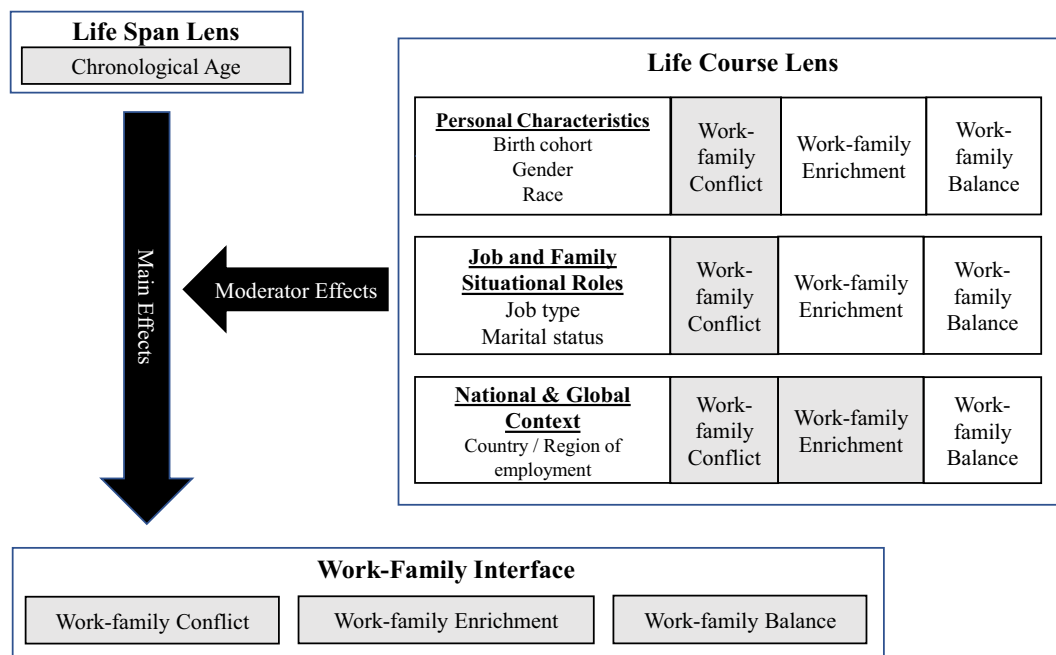 Life Span Lens
Chronological Age
Main Effects
Moderator Effects
Life Course Lens
Personal Characteristics
Birth cohort
Gender
Race
Work-
family
Conflict
Work-family
Enrichment
Work-
family
Balance
Job and Family
Situational Roles
Job type
Marital status
Work-
family
Conflict
Work-family
Enrichment
Work-
family
Balance
National & Global
Context
Country / Region of
employment
Work-
family
Conflict
Work-family
Enrichment
Work-
family
Balance
Work-Family Interface
Work-family Conflict
Work-family Enrichment
Work-family Balance